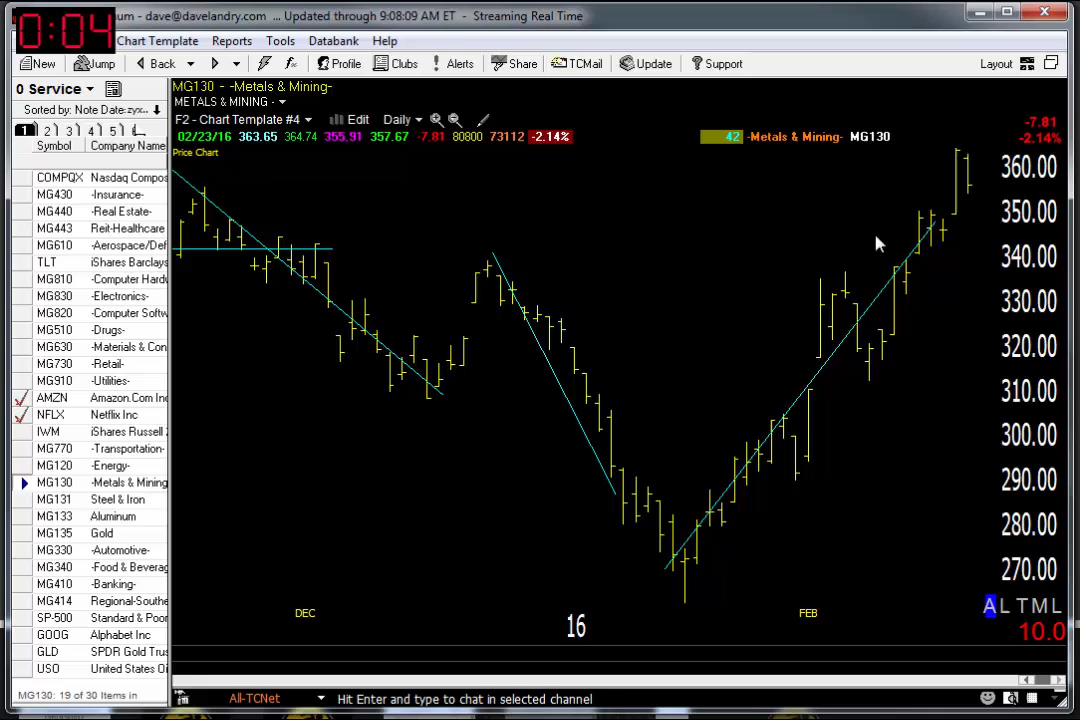 0:04
num - dave@davelandry.com ... Updated through 9:08:09 AM ET - Streaming Real Time
Chart Template Reports Tools Databank Help
New Jump Back Profile Clubs Alerts Share TCMail Update Support Layout
0 Service
MG130 - -Metals & Mining-
METALS & MINING -
Sorted by: Note Date:zyx..
F2 - Chart Template #4 Edit Daily
1 2 3 4 5
02/23/16 363.65 364.74 355.91 357.67 -7.81 80800 73112 -2.14% 42 -Metals & Mining- MG130
-7.81
-2.14%
Price Chart
Symbol Company Name
COMPQX Nasdaq Compos
MG430 -Insurance-
MG440 -Real Estate-
MG443 Reit-Healthcare
MG610 -Aerospace/Def
TLT iShares Barclays
MG810 -Computer Hardw
MG830 -Electronics-
MG820 -Computer Softw
MG510 -Drugs-
MG630 -Materials & Con
MG730 -Retail-
MG910 -Utilities-
AMZN Amazon.Com Inc
NFLX Netflix Inc
IWM iShares Russell 2
MG770 -Transportation-
MG120 -Energy-
MG130 -Metals & Mining
MG131 Steel & Iron
MG133 Aluminum
MG135 Gold
MG330 -Automotive-
MG340 -Food & Beverag
MG410 -Banking-
MG414 Regional-Southe
SP-500 Standard & Poor
GOOG Alphabet Inc
GLD SPDR Gold Trus
USO United States Oi
360.00
350.00
340.00
330.00
320.00
310.00
300.00
290.00
280.00
270.00
DEC 16 FEB
A L T M L
10.0
MG130: 19 of 30 Items in
All-TCNet Hit Enter and type to chat in selected channel